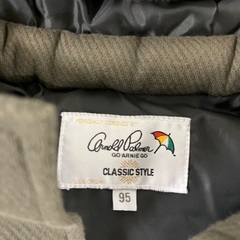 Arnold Palmer
GO ARNIE GO
CLASSIC STYLE
95